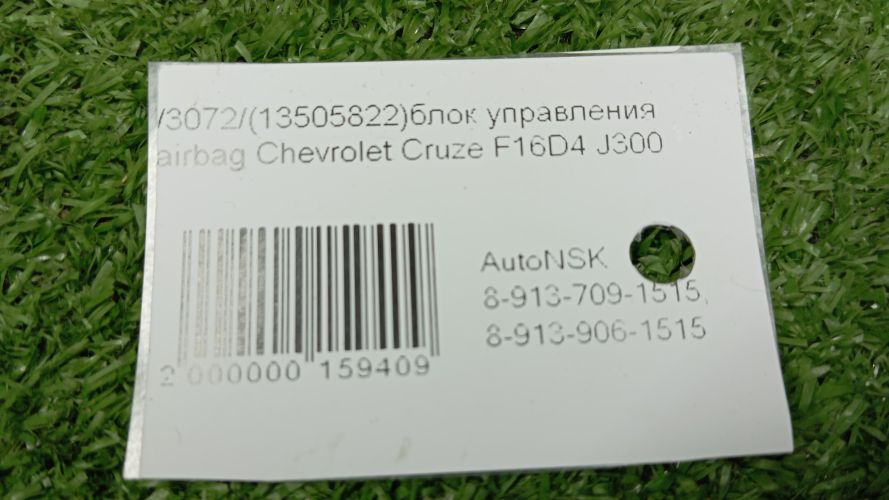 /3072/(13505822)блок управления
airbag Chevrolet Cruze F16D4 J300
AutoNSK
8-913-709-1515,
8-913-906-1515
2 000000 159409